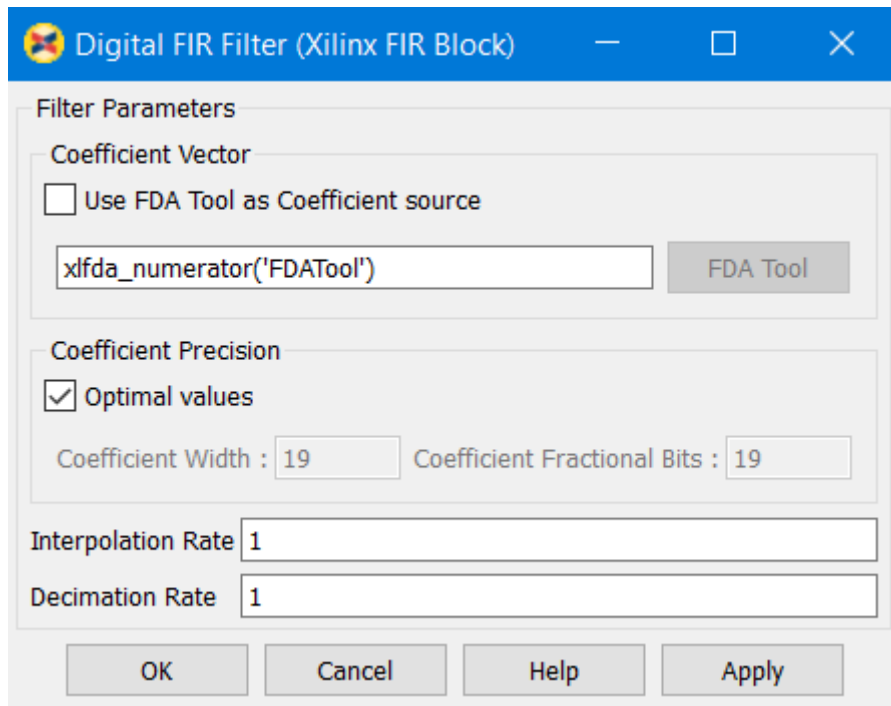 Digital FIR Filter (Xilinx FIR Block)
Filter Parameters
Coefficient Vector
Use FDA Tool as Coefficient source
xlfda_numerator('FDATool') FDA Tool
Coefficient Precision
Optimal values
Coefficient Width : 19 Coefficient Fractional Bits : 19
Interpolation Rate 1
Decimation Rate 1
OK Cancel Help Apply